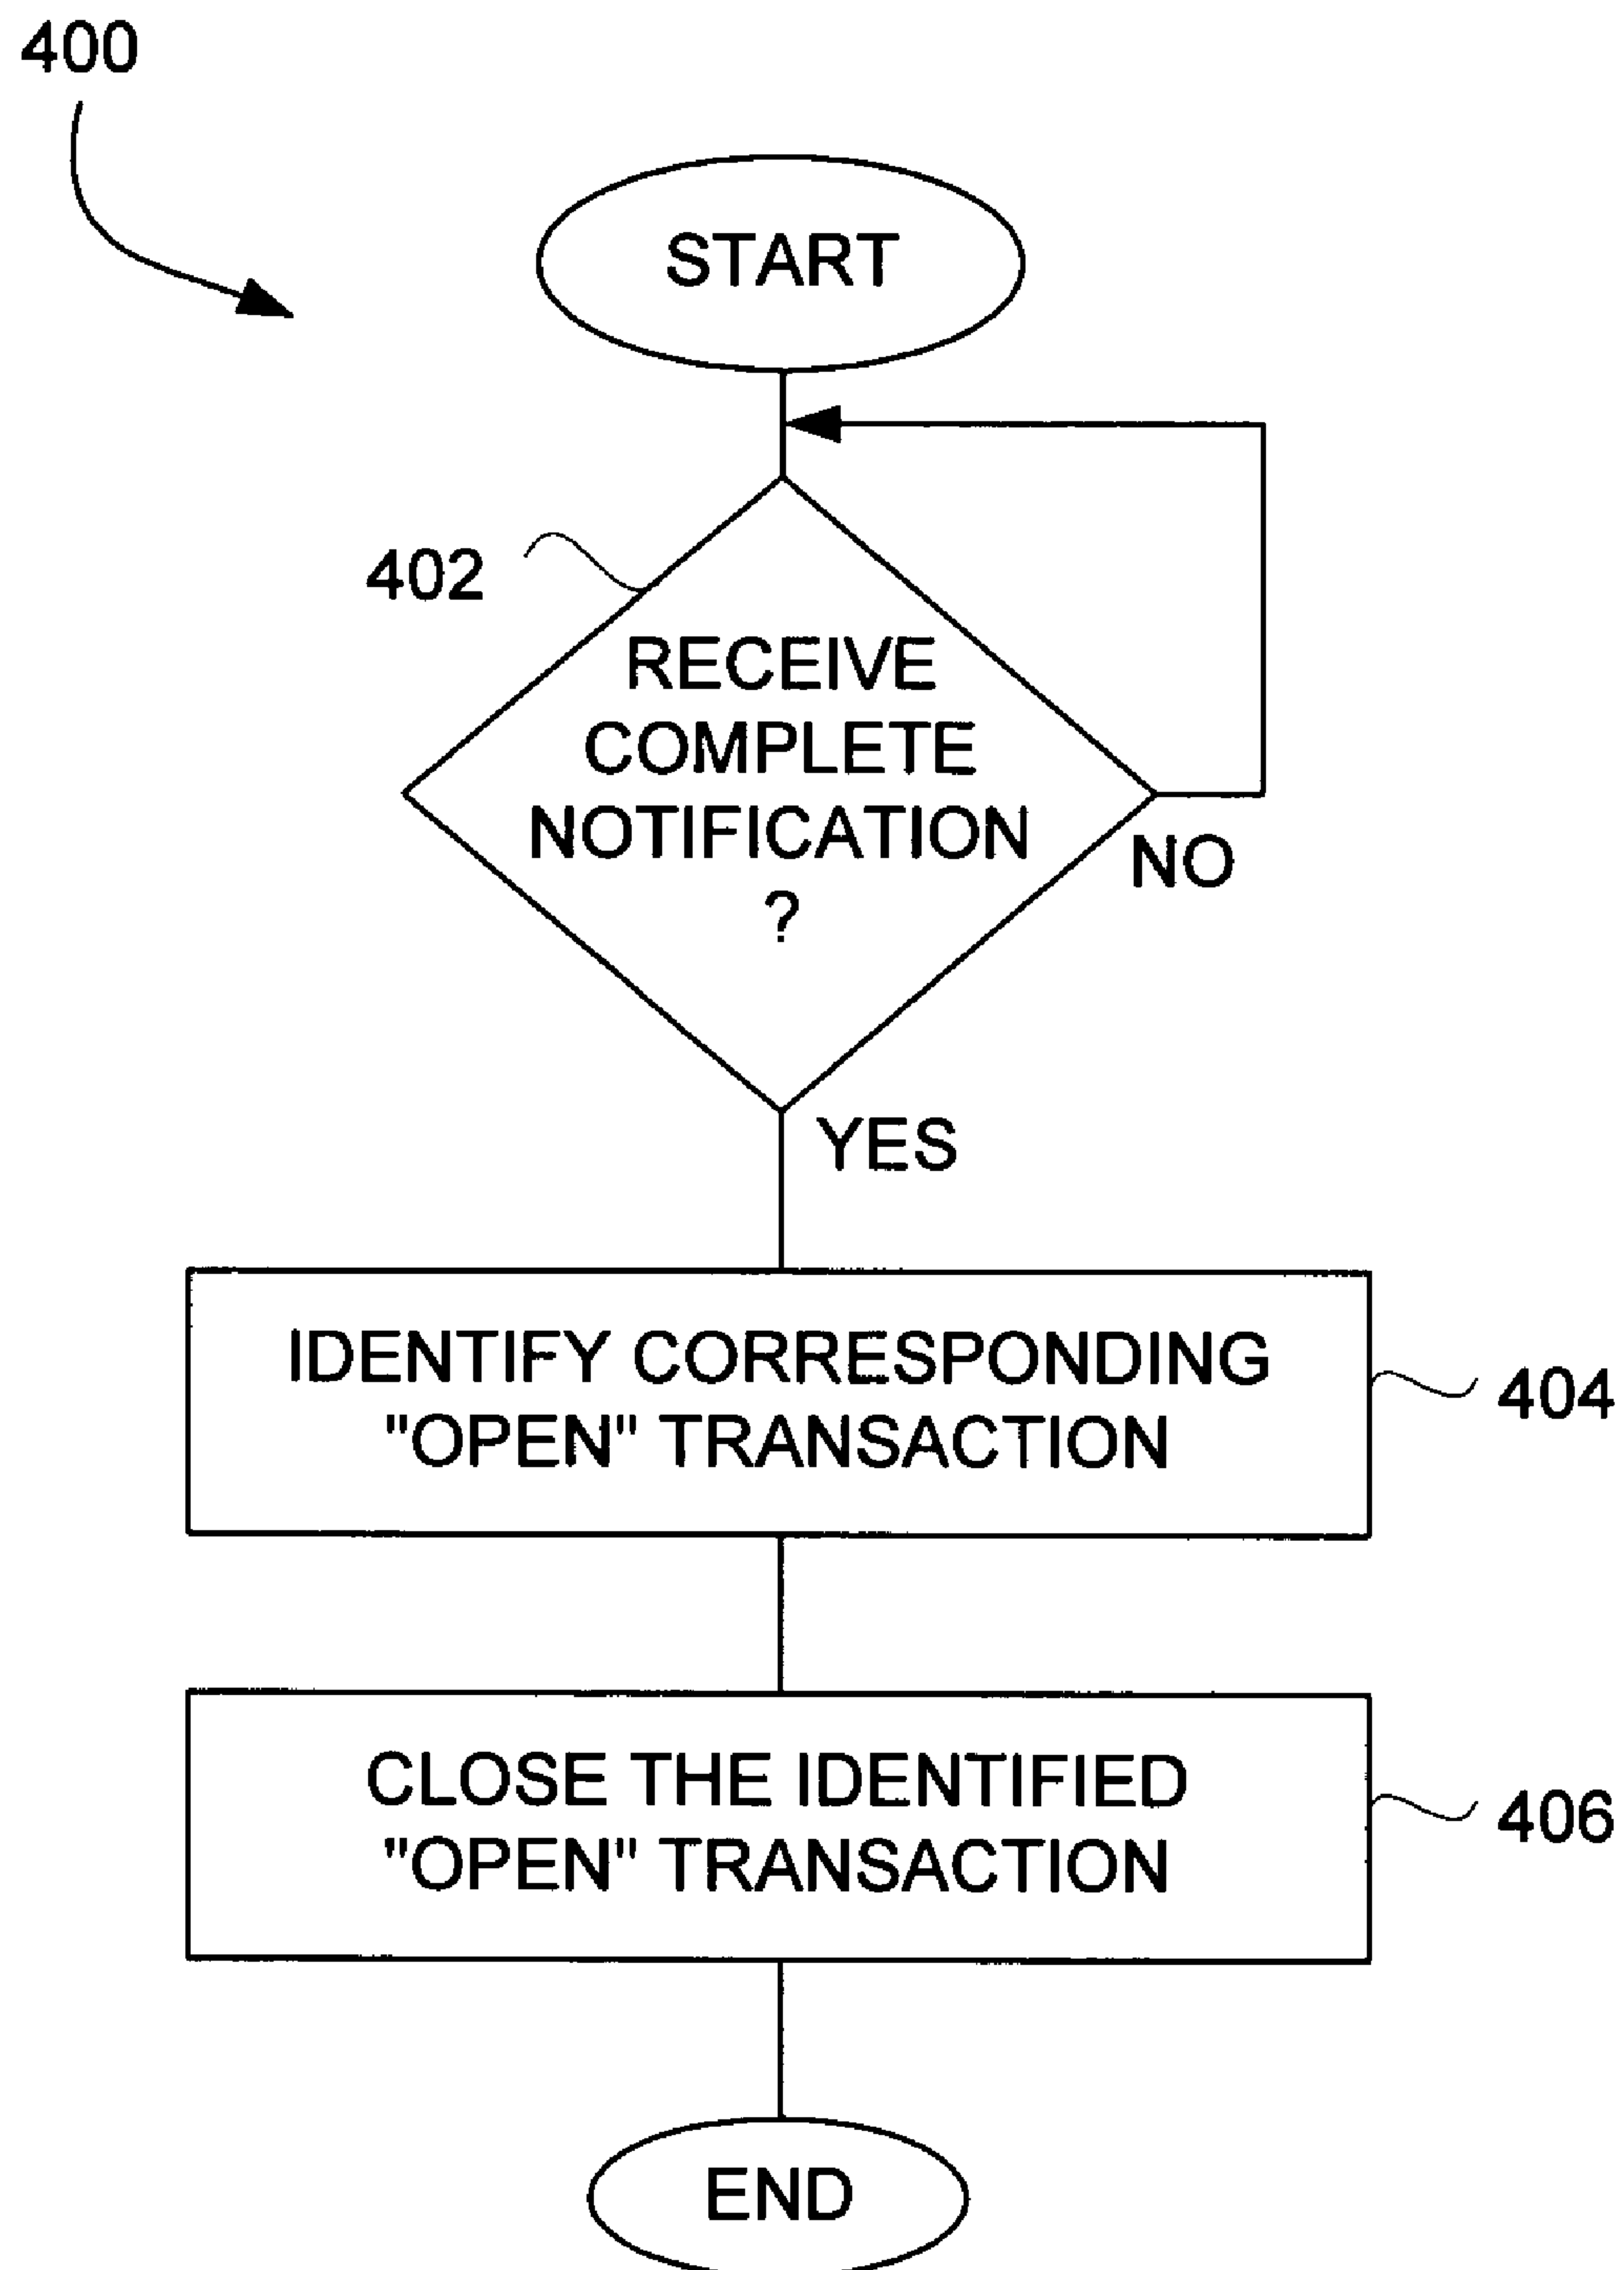 400
START
402
RECEIVE
COMPLETE
NOTIFICATION
?
NO
YES
IDENTIFY CORRESPONDING
"OPEN" TRANSACTION
404
CLOSE THE IDENTIFIED
"OPEN" TRANSACTION
406
END